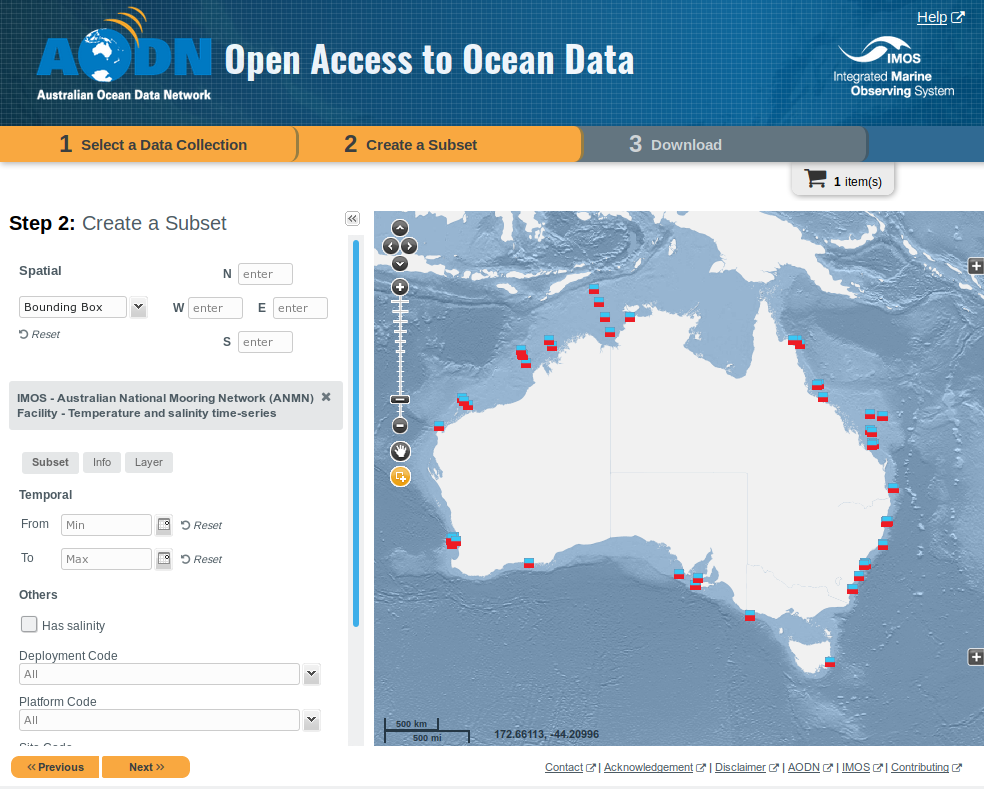 Help
AODN
Australian Ocean Data Network
Open Access to Ocean Data
IMOS
Integrated Marine
Observing System
1 Select a Data Collection
2 Create a Subset
3 Download
1 item(s)
Step 2: Create a Subset
Spatial
N enter
Bounding Box
W enter E enter
Reset
S enter
IMOS - Australian National Mooring Network (ANMN)
Facility - Temperature and salinity time-series
Subset Info Layer
Temporal
From Min Reset
To Max Reset
Others
Has salinity
Deployment Code
All
Platform Code
All
Site Code
500 km
500 mi
172.66113, -44.20996
Previous Next
Contact | Acknowledgement | Disclaimer | AODN | IMOS | Contributing